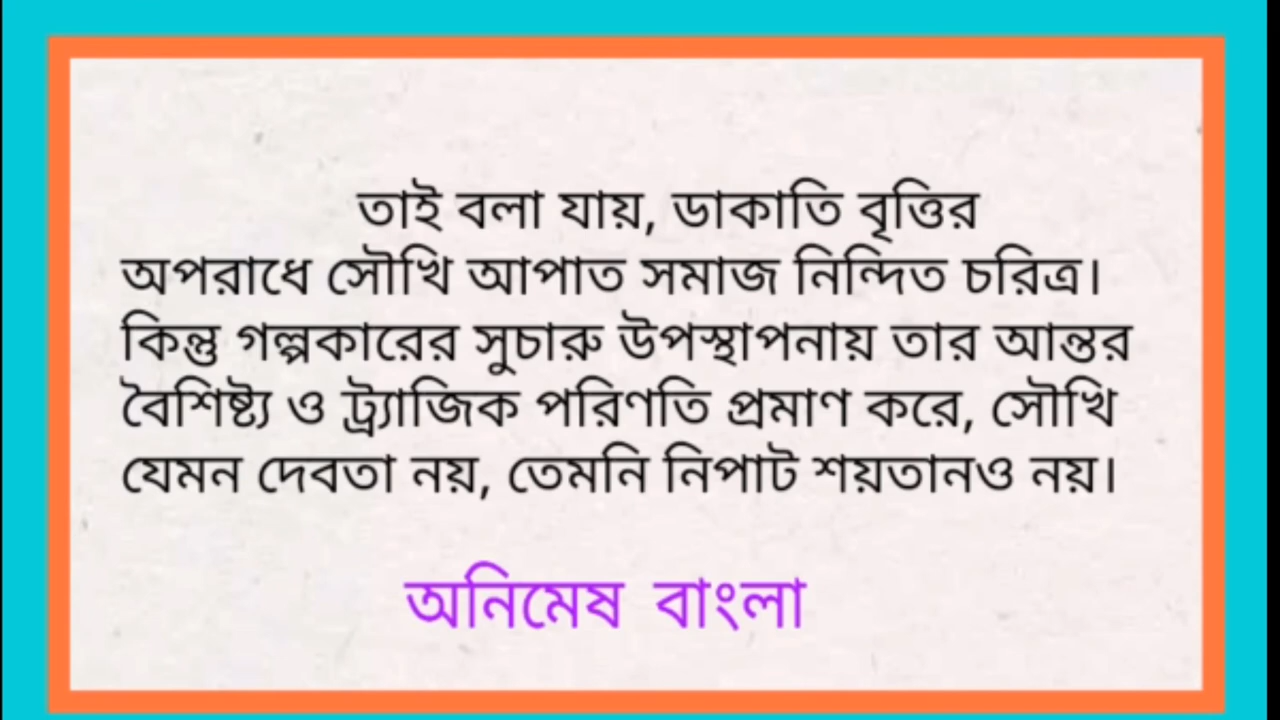 তাই বলা যায়, ডাকাতি বৃত্তির
অপরাধে সৌখি আপাত সমাজ নিন্দিত চরিত্র।
কিন্তু গল্পকারের সুচারু উপস্থাপনায় তার আন্তর
বৈশিষ্ট্য ও ট্র্যাজিক পরিণতি প্রমাণ করে, সৌখি
যেমন দেবতা নয়, তেমনি নিপাট শয়তানও নয়।
অনিমেষ বাংলা